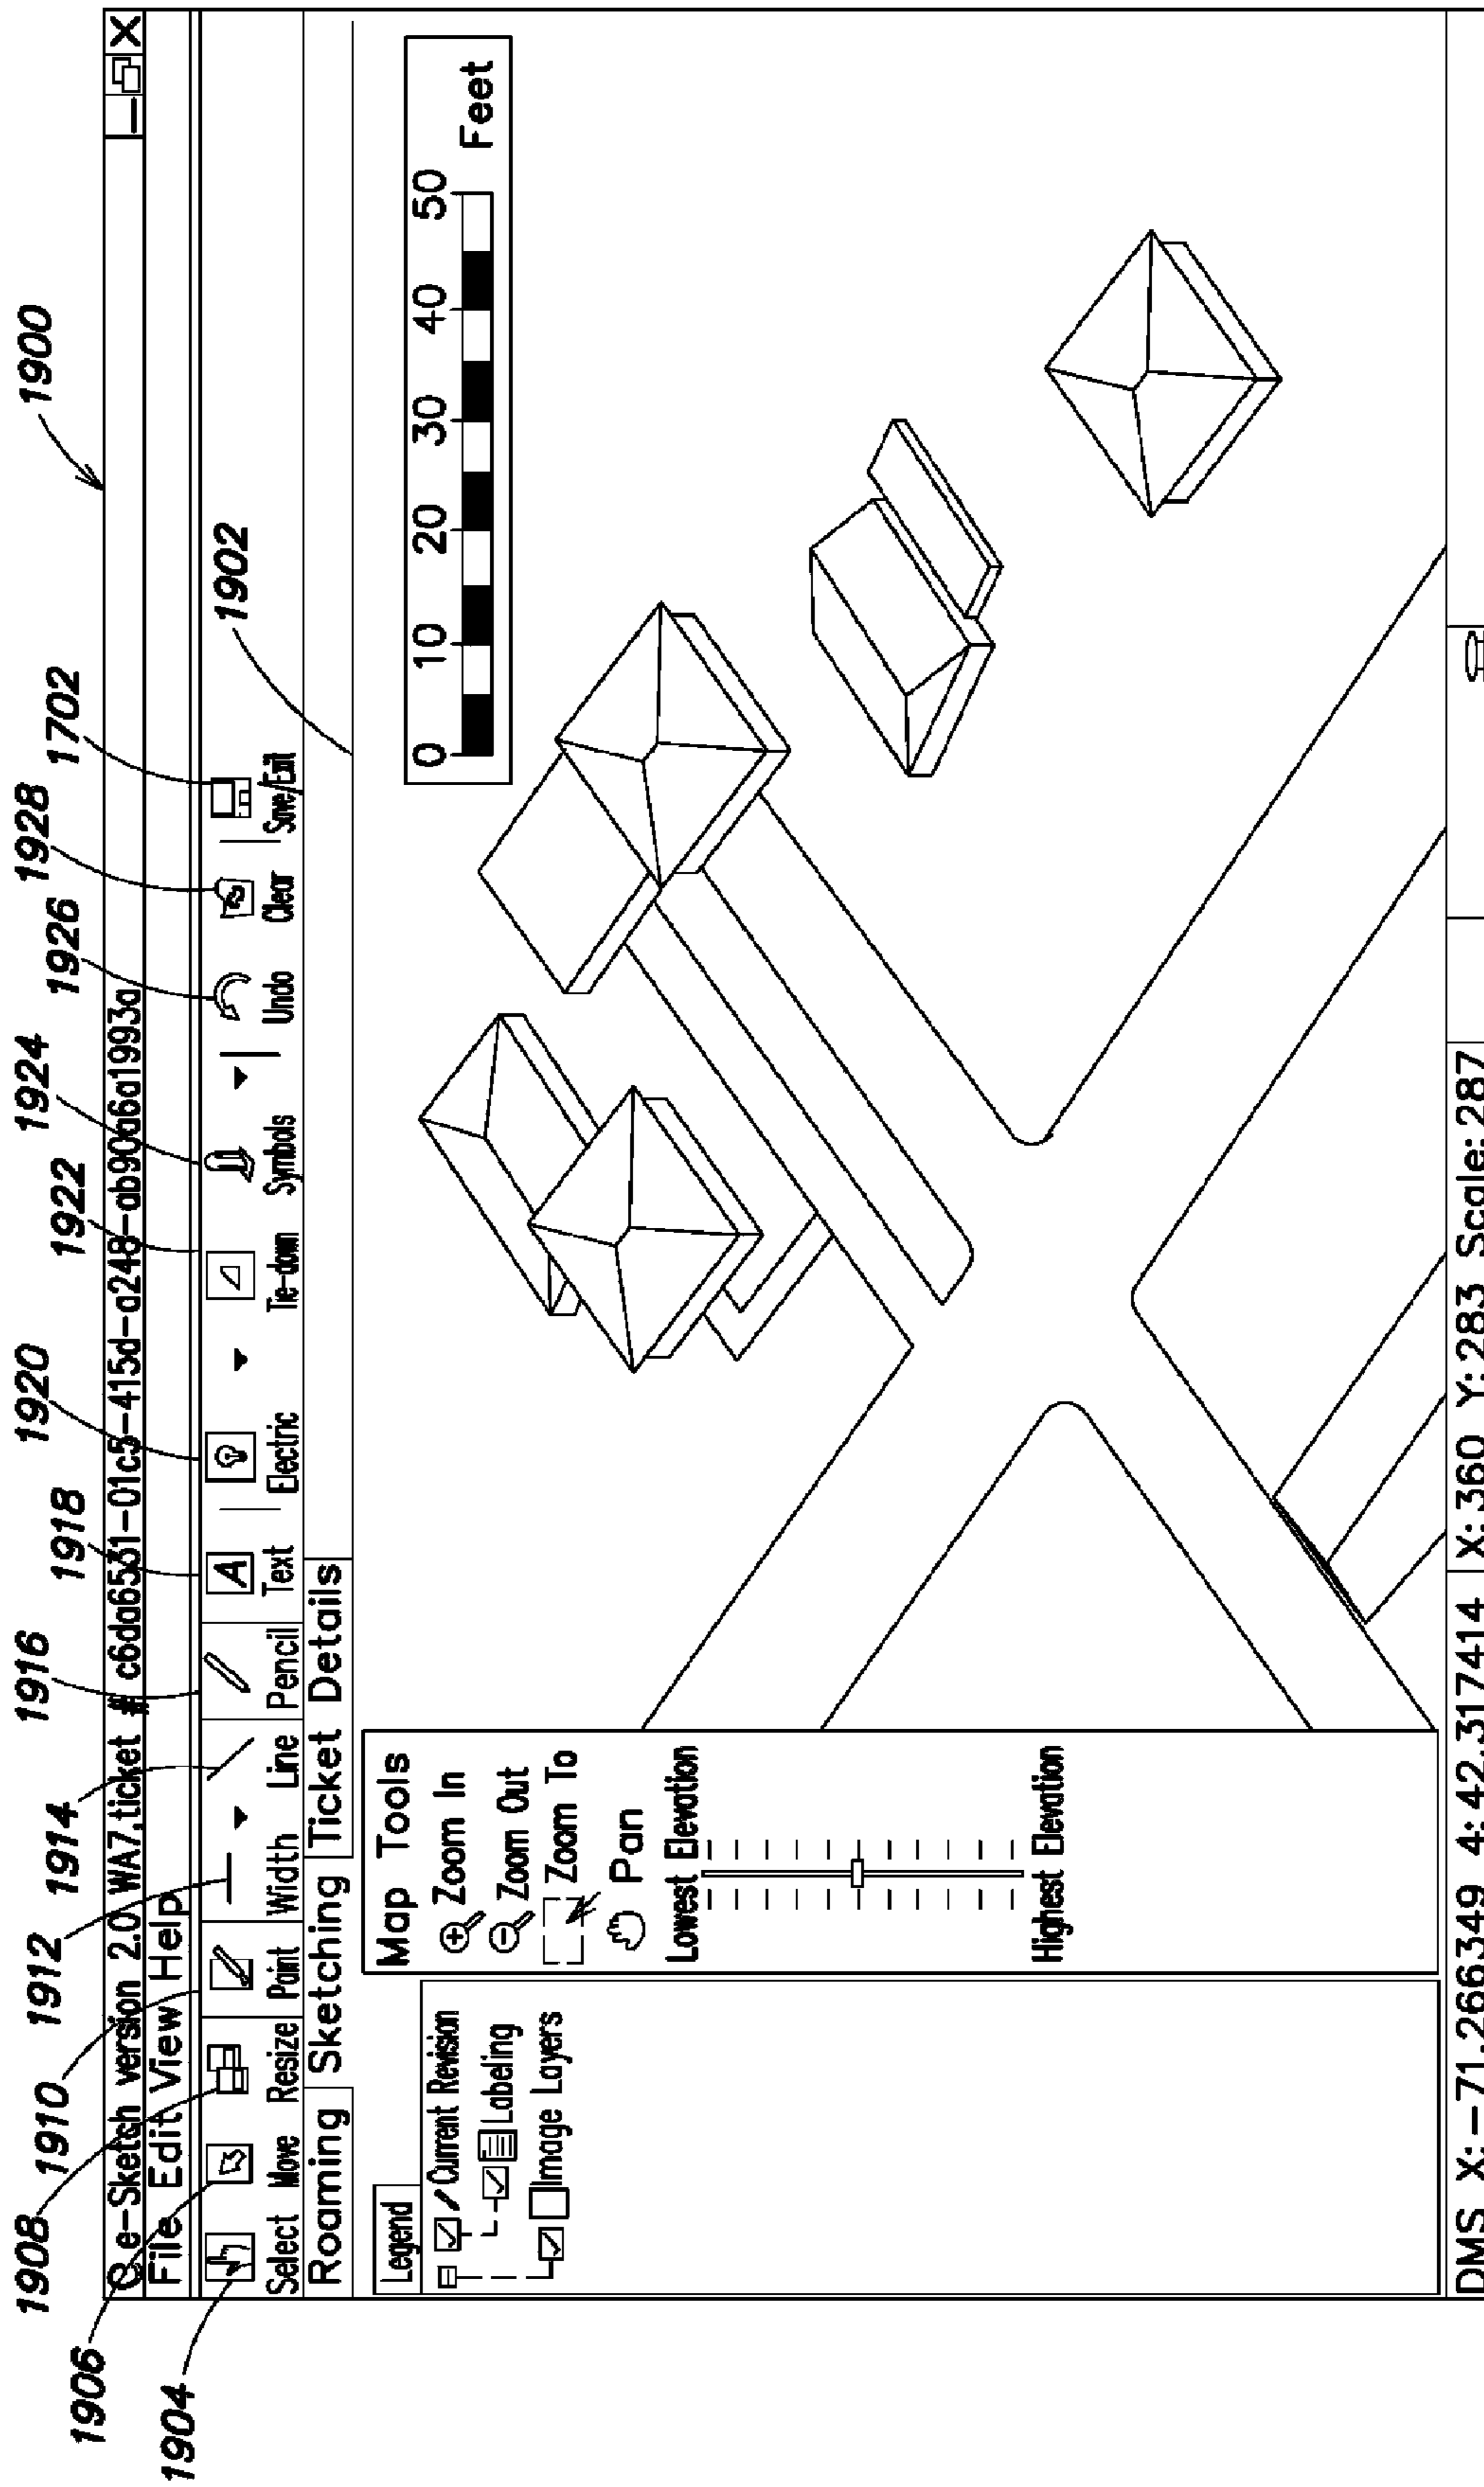 1900
1902
1908 1910 1912 1914 1916 1918 1920 1922 1924 1926 1928 1702
1906
1904
e-Sketch version 2.0 WA7,ticket # c6da6531-01c5-415d-a248-ab90a6a1993a
File Edit View Help
Select Move Resize Paint Width Line Pencil Text Electric Tie-down Symbols Undo Clear Save/Exit
Roaming Sketching Ticket Details
Legend
Current Revision
Labeling
Image Layers
Map Tools
Zoom In
Zoom Out
Zoom To
Pan
Lowest Elevation
Highest Elevation
0 10 20 30 40 50
Feet
DMS X:-71.266349 4: 42.317414 X: 360 Y: 283 Scale: 287